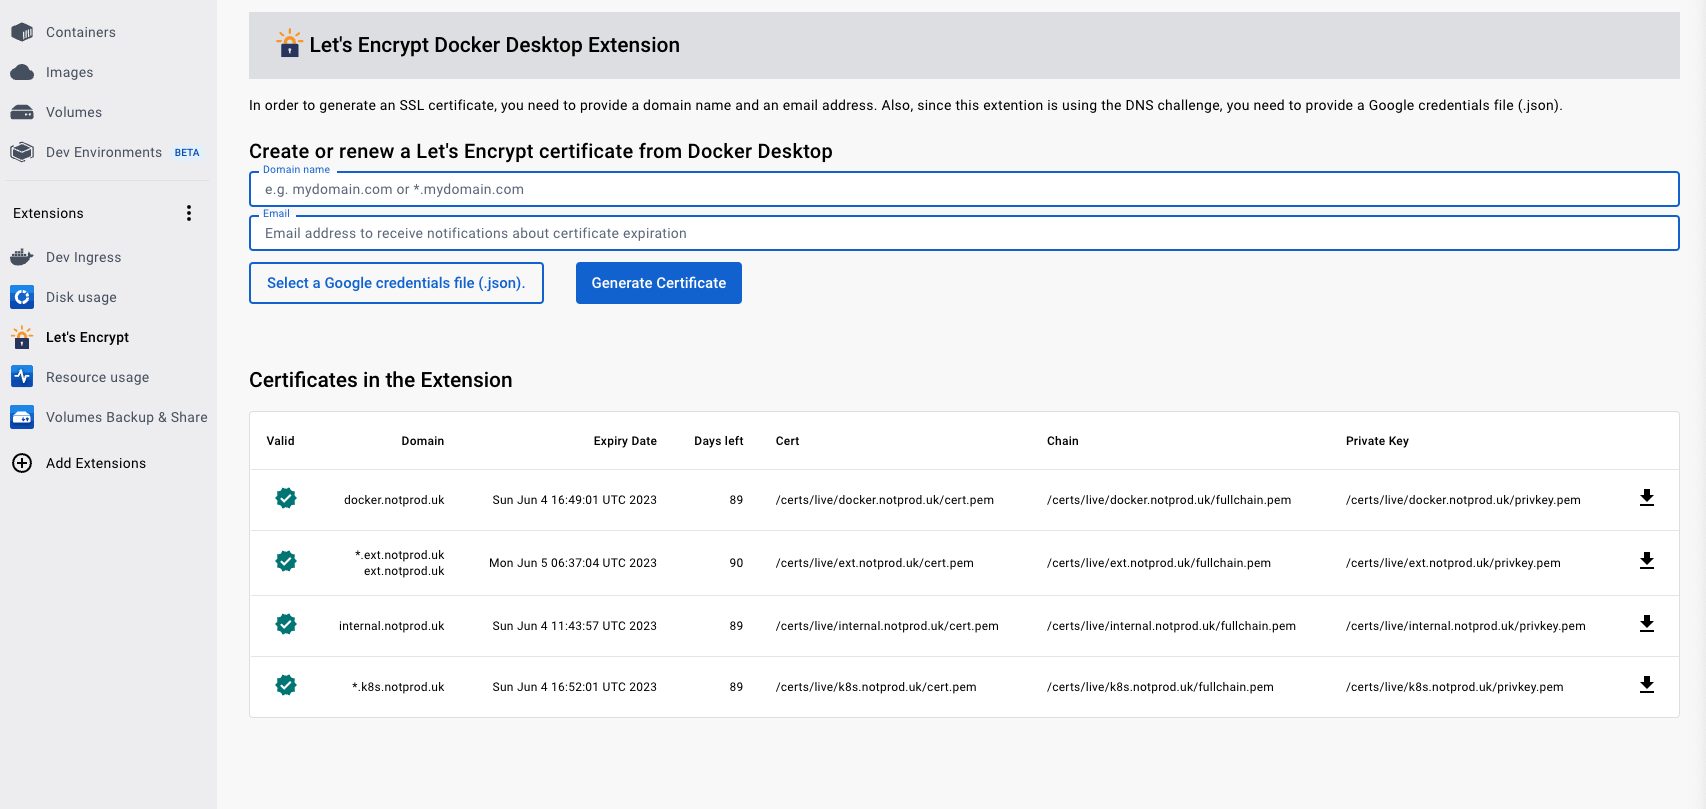 Containers
Images
Volumes
Dev Environments BETA
Extensions
Dev Ingress
Disk usage
Let's Encrypt
Resource usage
Volumes Backup & Share
Add Extensions
Let's Encrypt Docker Desktop Extension
In order to generate an SSL certificate, you need to provide a domain name and an email address. Also, since this extention is using the DNS challenge, you need to provide a Google credentials file (.json).
Create or renew a Let's Encrypt certificate from Docker Desktop
Domain name
e.g. mydomain.com or *.mydomain.com
Email
Email address to receive notifications about certificate expiration
Select a Google credentials file (.json). Generate Certificate
Certificates in the Extension
Valid Domain Expiry Date Days left Cert Chain Private Key
docker.notprod.uk Sun Jun 4 16:49:01 UTC 2023 89 /certs/live/docker.notprod.uk/cert.pem /certs/live/docker.notprod.uk/fullchain.pem /certs/live/docker.notprod.uk/privkey.pem
*.ext.notprod.uk
ext.notprod.uk Mon Jun 5 06:37:04 UTC 2023 90 /certs/live/ext.notprod.uk/cert.pem /certs/live/ext.notprod.uk/fullchain.pem /certs/live/ext.notprod.uk/privkey.pem
internal.notprod.uk Sun Jun 4 11:43:57 UTC 2023 89 /certs/live/internal.notprod.uk/cert.pem /certs/live/internal.notprod.uk/fullchain.pem /certs/live/internal.notprod.uk/privkey.pem
*.k8s.notprod.uk Sun Jun 4 16:52:01 UTC 2023 89 /certs/live/k8s.notprod.uk/cert.pem /certs/live/k8s.notprod.uk/fullchain.pem /certs/live/k8s.notprod.uk/privkey.pem